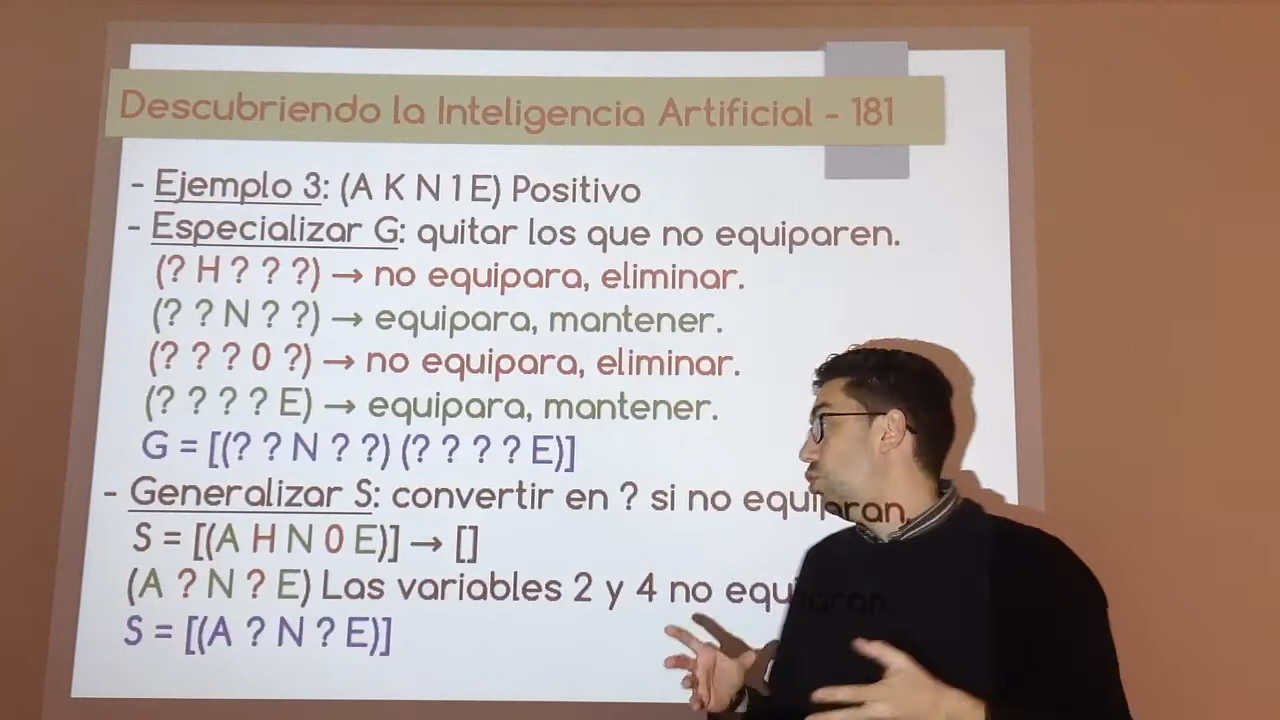 Descubriendo la Inteligencia Artificial - 181
- Ejemplo 3: (A K N 1 E) Positivo
- Especializar G: quitar los que no equiparen.
(? H ? ? ?) → no equipara, eliminar.
(? ? N ? ?) → equipara, mantener.
(? ? ? 0 ?) → no equipara, eliminar.
(? ? ? ? E) → equipara, mantener.
G = [(? ? N ? ?) (? ? ? ? E)]
- Generalizar S: convertir en ? si no equiparan.
S = [(A H N 0 E)] → []
(A ? N ? E) Las variables 2 y 4 no equiparan
S = [(A ? N ? E)]